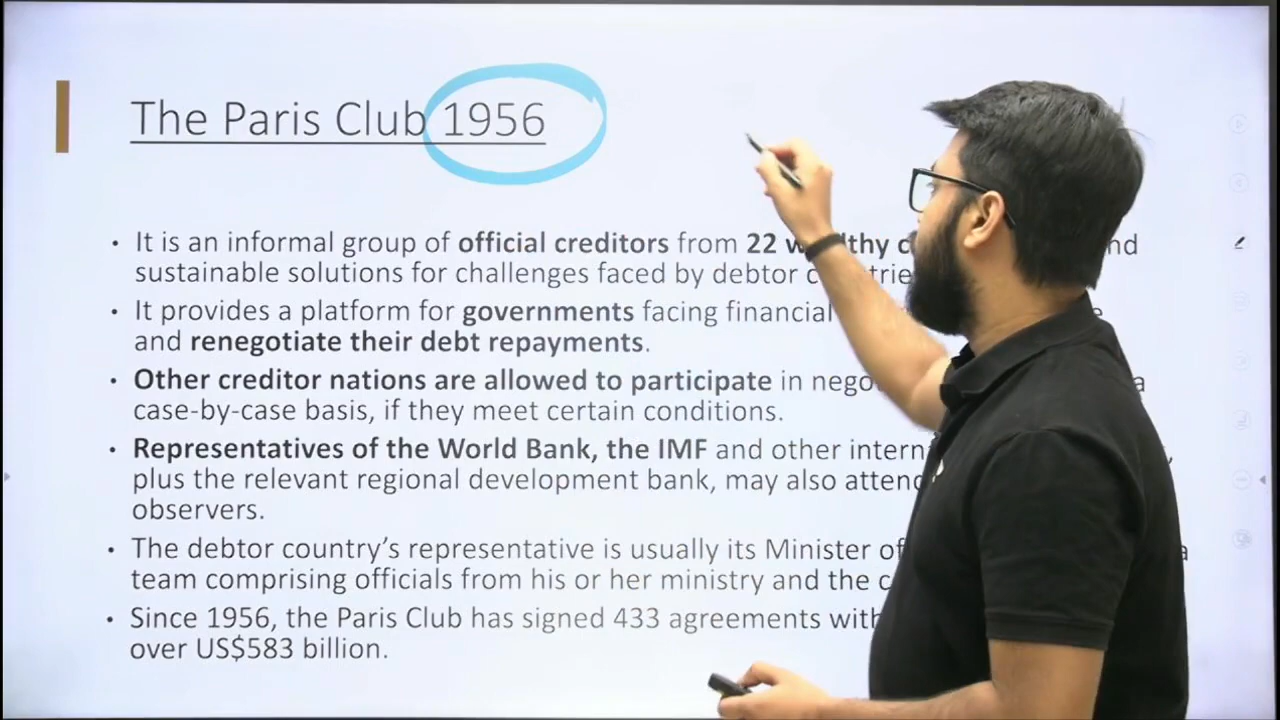 The Paris Club 1956
• It is an informal group of official creditors from 22 nd
sustainable solutions for challenges faced by debtor
• It provides a platform for governments facing financial
and renegotiate their debt repayments.
• Other creditor nations are allowed to participate in a
case-by-case basis, if they meet certain conditions.
• Representatives of the World Bank, the IMF and other
plus the relevant regional development bank, may also
observers.
• The debtor country's representative is usually its Minister a
team comprising officials from his or her ministry and the
• Since 1956, the Paris Club has signed 433 agreements with
over US$583 billion.